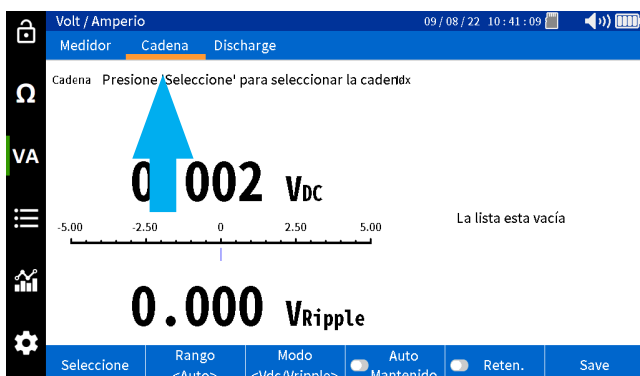 Volt / Amperio 09 / 08 / 22 10 : 41 : 09
Medidor Cadena Discharge
Cadena Presione 'Seleccione' para seleccionar la cadena
Ω
VA
0.002 VDC
-5.00 -2.50 0 2.50 5.00
La lista esta vacía
0.000 VRipple
Seleccione
Rango
<Auto>
Modo
<Vdc/Vripple>
Auto
Mantenido
Reten.
Save